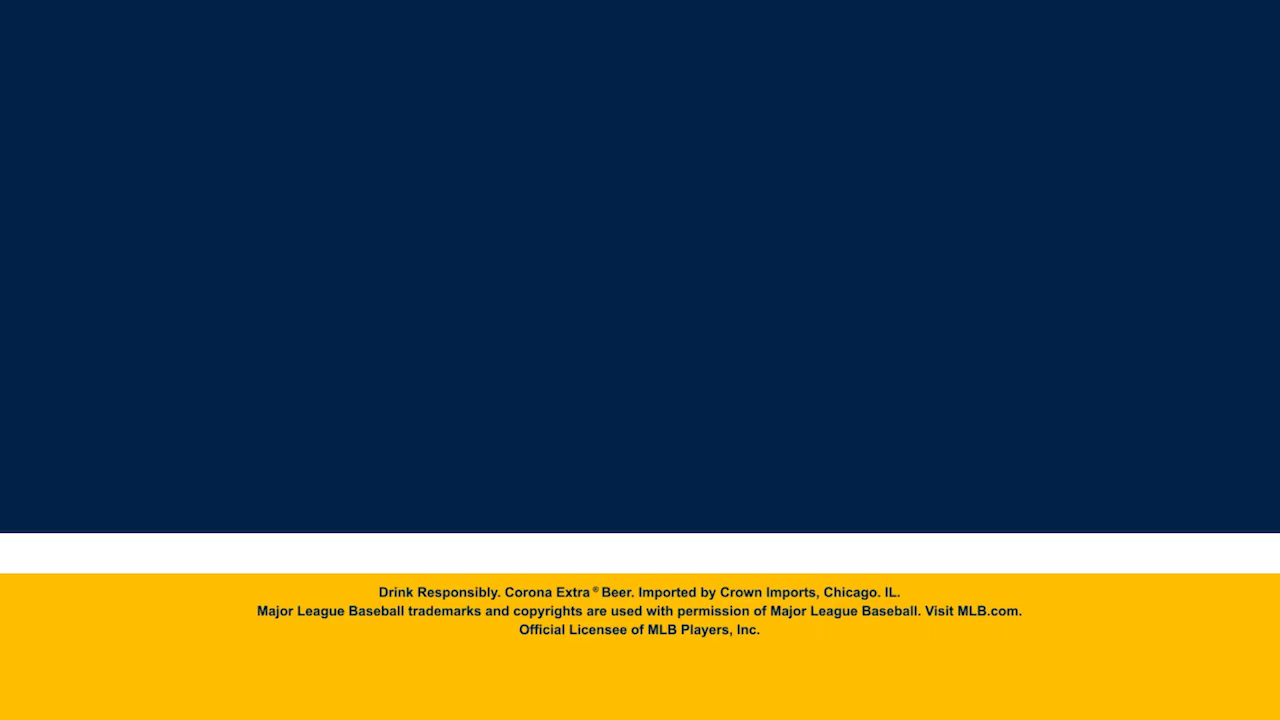 Drink Responsibly. Corona Extra® Beer. Imported by Crown Imports, Chicago. IL.
Major League Baseball trademarks and copyrights are used with permission of Major League Baseball. Visit MLB.com.
Official Licensee of MLB Players, Inc.